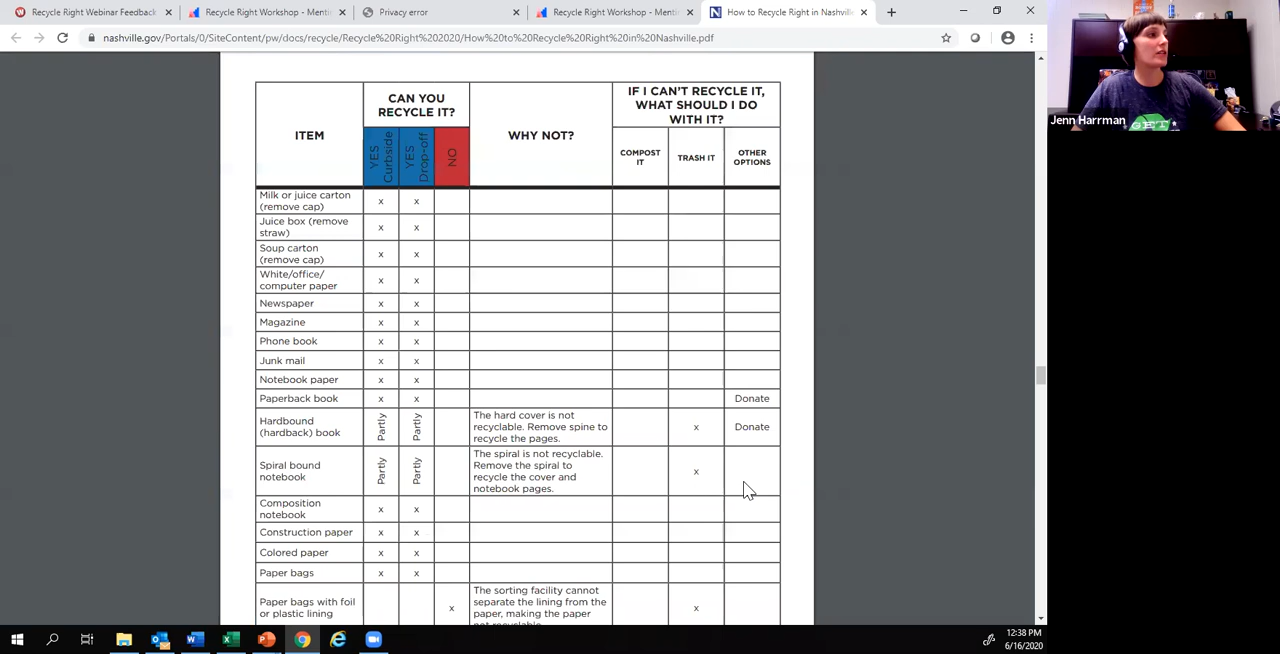 Recycle Right Webinar Feedback
Recycle Right Workshop - Mentim
Privacy error
Recycle Right Workshop - Mentim
How to Recycle Right in Nashville.
nashville.gov/Portals/0/SiteContent/pw/docs/recycle/Recycle%20Right%202020/How%20to%20Recycle%20Right%20in%20Nashville.pdf
Jenn Harrman
ITEM
CAN YOU
RECYCLE IT?
YES
Curbside
YES
Drop-off
NO
WHY NOT?
IF I CAN'T RECYCLE IT,
WHAT SHOULD I DO
WITH IT?
COMPOST
IT
TRASH IT
OTHER
OPTIONS
Milk or juice carton
(remove cap)
x x
Juice box (remove
straw)
x x
Soup carton
(remove cap)
x x
White/office/
computer paper
x x
Newspaper x x
Magazine x x
Phone book x x
Junk mail x x
Notebook paper x x
Paperback book x x Donate
Hardbound
(hardback) book
Partly Partly
The hard cover is not
recyclable. Remove spine to
recycle the pages.
x Donate
Spiral bound
notebook
Partly Partly
The spiral is not recyclable.
Remove the spiral to
recycle the cover and
notebook pages.
x
Composition
notebook
x x
Construction paper x x
Colored paper x x
Paper bags x x
Paper bags with foil
or plastic lining
x
The sorting facility cannot
separate the lining from the
paper, making the paper
not recyclable.
x
12:38 PM
6/16/2020